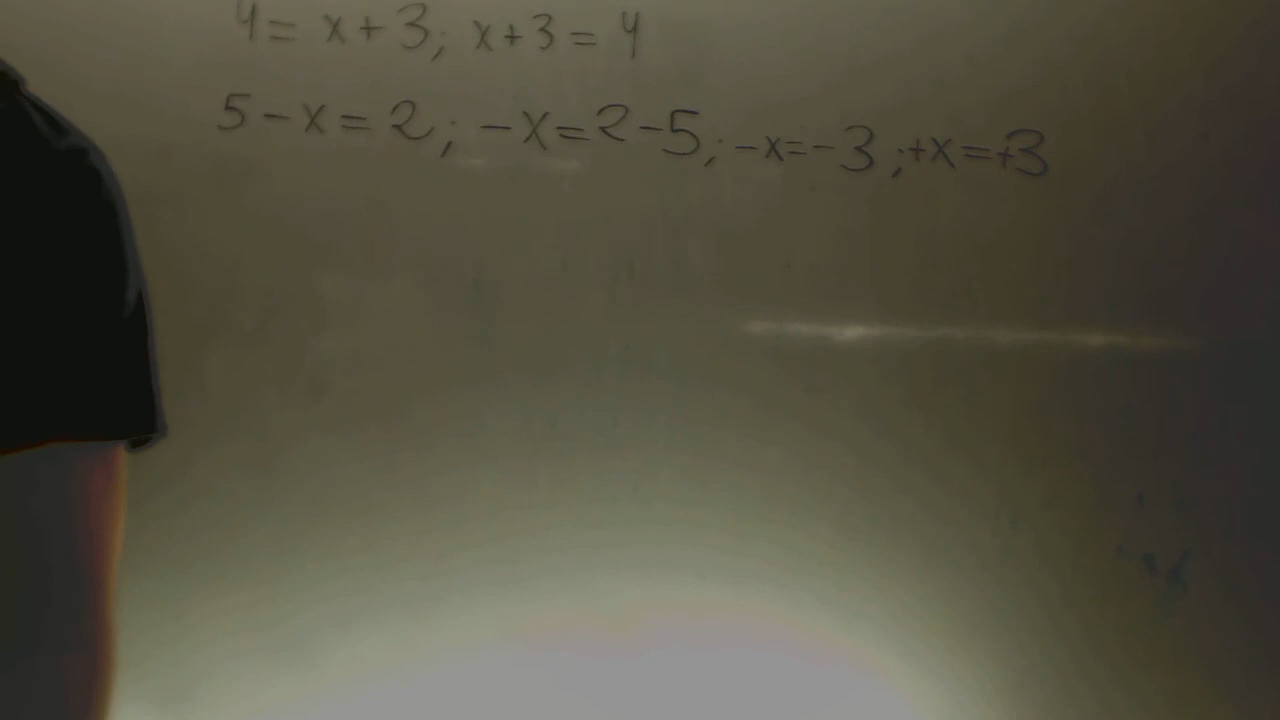 4 = x + 3; x + 3 = 4
5 - x = 2; -x = 2 - 5; -x = -3; +x = +3